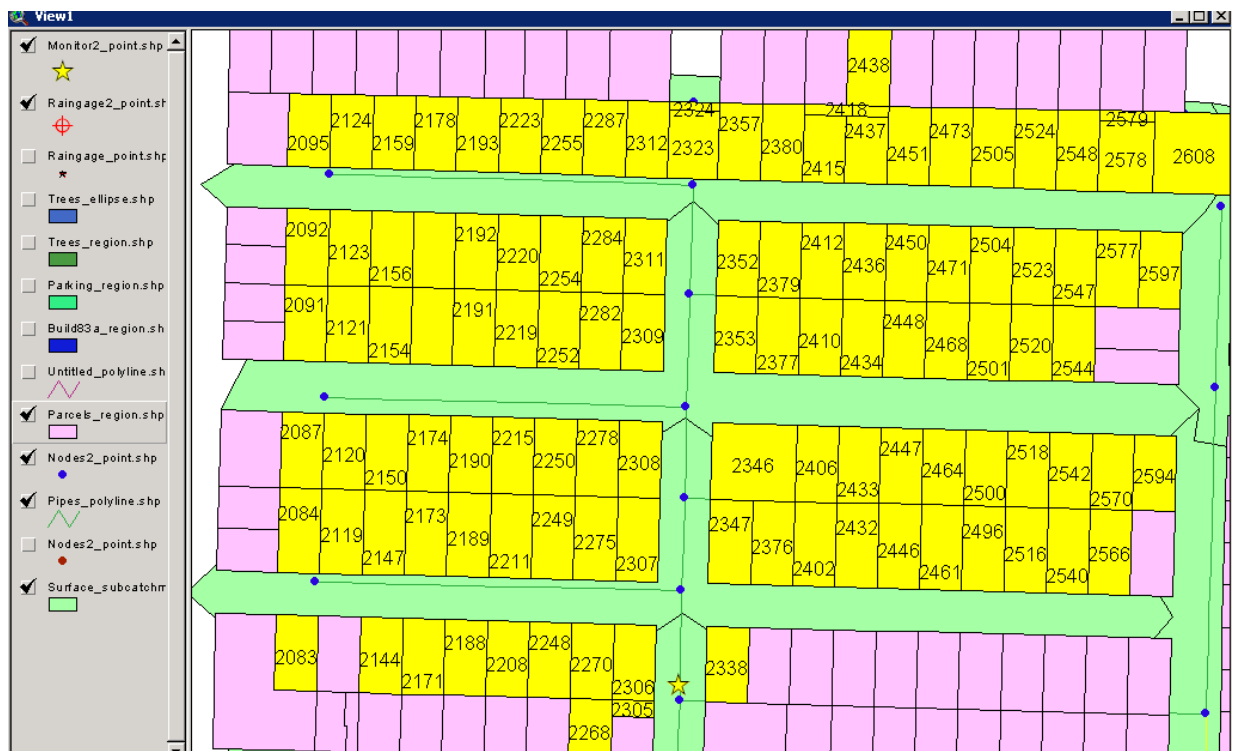 View1
Monitor2_point.shp
Raingage2_point.sh
Raingage_point.shp
Trees_ellipse.shp
Trees_region.shp
Parking_region.shp
Build83a_region.sh
Untitled_polyline.sh
Parcels_region.shp
Nodes2_point.shp
Pipes_polyline.shp
Nodes2_point.shp
Surface_subcatchm
2438
2095 2124 2159 2178 2193 2223 2255 2287 2312 2324 2323 2357 2380 2418 2415 2437 2451 2473 2505 2524 2548 2579 2578 2608
2092 2123 2156 2192 2220 2254 2284 2311 2352 2379 2412 2436 2450 2471 2504 2523 2547 2577 2597
2091 2121 2154 2191 2219 2252 2282 2309 2353 2377 2410 2434 2448 2468 2501 2520 2544
2087 2120 2150 2174 2190 2215 2250 2278 2308 2346 2406 2433 2447 2464 2500 2518 2542 2570 2594
2084 2119 2147 2173 2189 2211 2249 2275 2307 2347 2376 2402 2432 2446 2461 2496 2516 2540 2566
2083 2144 2171 2188 2208 2248 2270 2306 2338
2305
2268